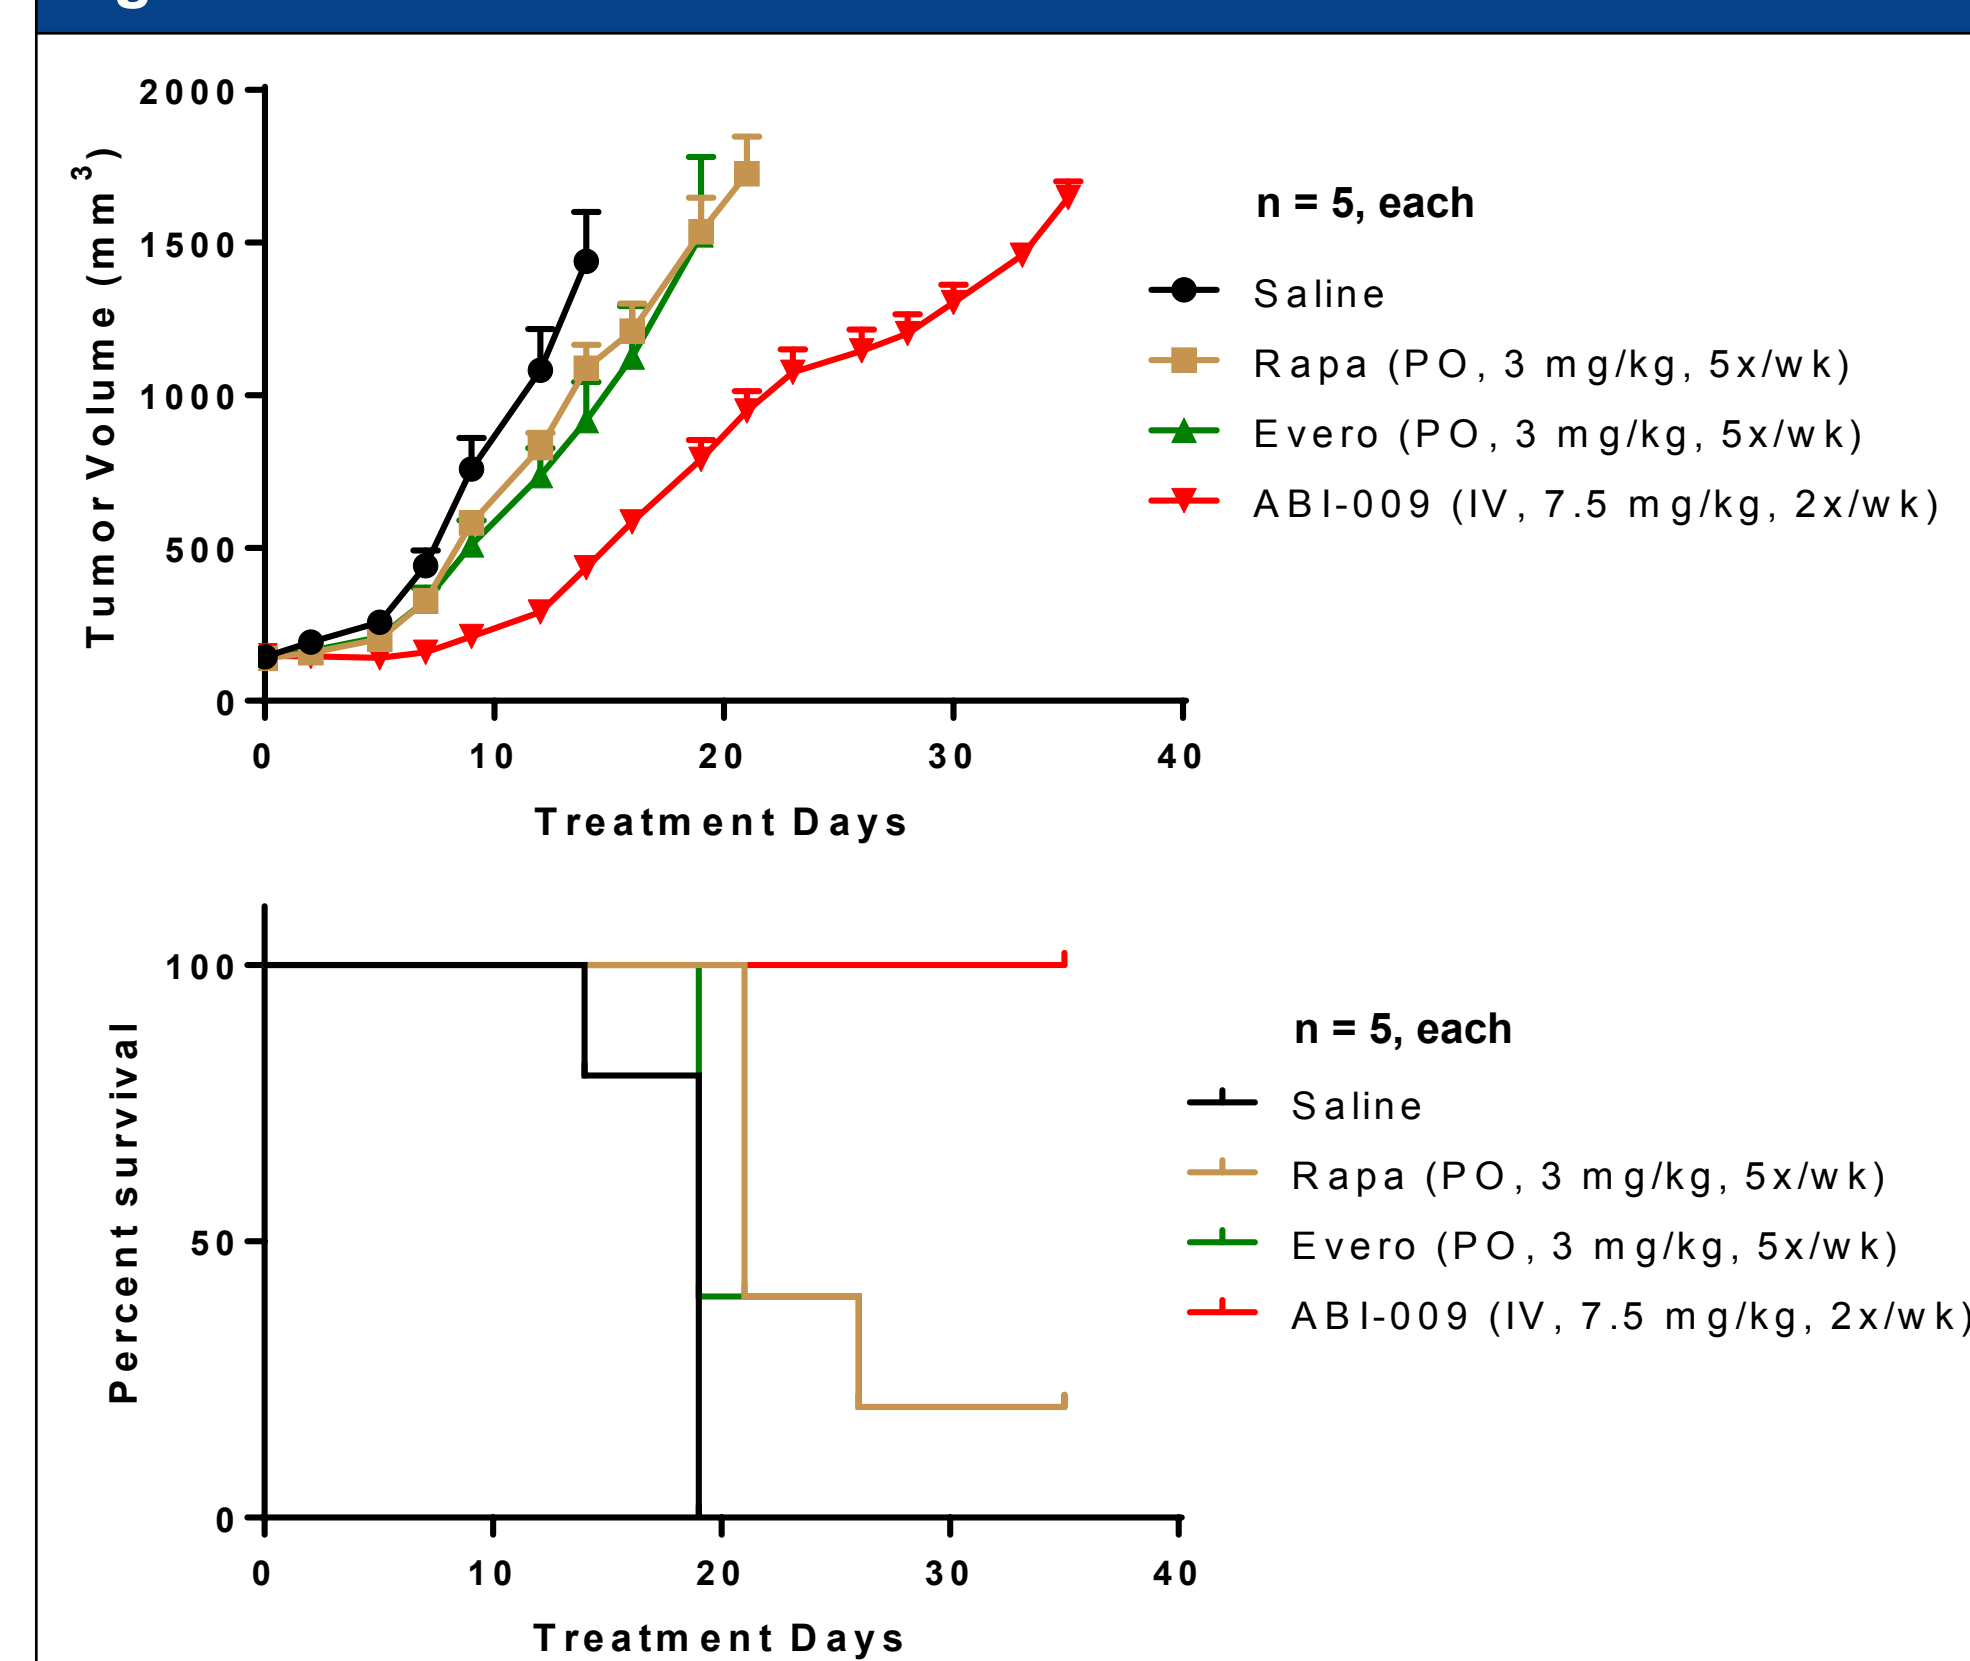 2000
1500
1000
500
0
Tumor Volume (mm³)
0 10 20 30 40
Treatment Days
n = 5, each
Saline
Rapa (PO, 3 mg/kg, 5x/wk)
Evero (PO, 3 mg/kg, 5x/wk)
ABI-009 (IV, 7.5 mg/kg, 2x/wk)
100
50
0
Percent survival
0 10 20 30 40
Treatment Days
n = 5, each
Saline
Rapa (PO, 3 mg/kg, 5x/wk)
Evero (PO, 3 mg/kg, 5x/wk)
ABI-009 (IV, 7.5 mg/kg, 2x/wk)